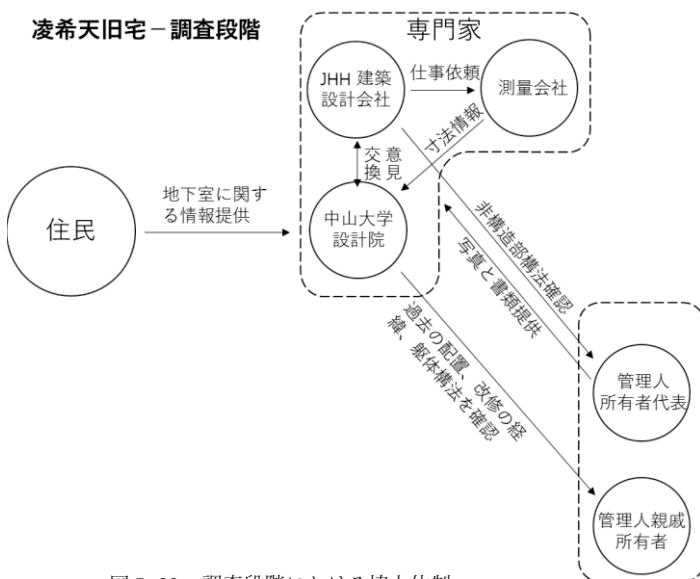 凌希天旧宅－調査段階
専門家
JHH 建築
設計会社
仕事依頼
測量会社
寸法情報
交 意
換 見
地下室に関す
る情報提供
住民
中山大学
設計院
非構造部構法確認
写真と書類提供
過去の配置、改修の経
緯、躯体構法を確認
管理人
所有者代表
管理人親戚
所有者